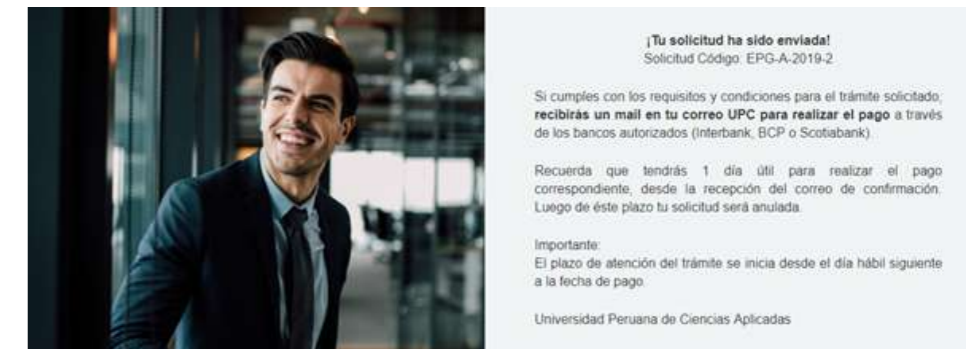 ¡Tu solicitud ha sido enviada!
Solicitud Código: EPG-A-2019-2
Si cumples con los requisitos y condiciones para el trámite solicitado,
recibirás un mail en tu correo UPC para realizar el pago a través
de los bancos autorizados (Interbank, BCP o Scotiabank).
Recuerda que tendrás 1 día útil para realizar el pago
correspondiente, desde la recepción del correo de confirmación.
Luego de éste plazo tu solicitud será anulada.
Importante:
El plazo de atención del trámite se inicia desde el día hábil siguiente
a la fecha de pago.
Universidad Peruana de Ciencias Aplicadas